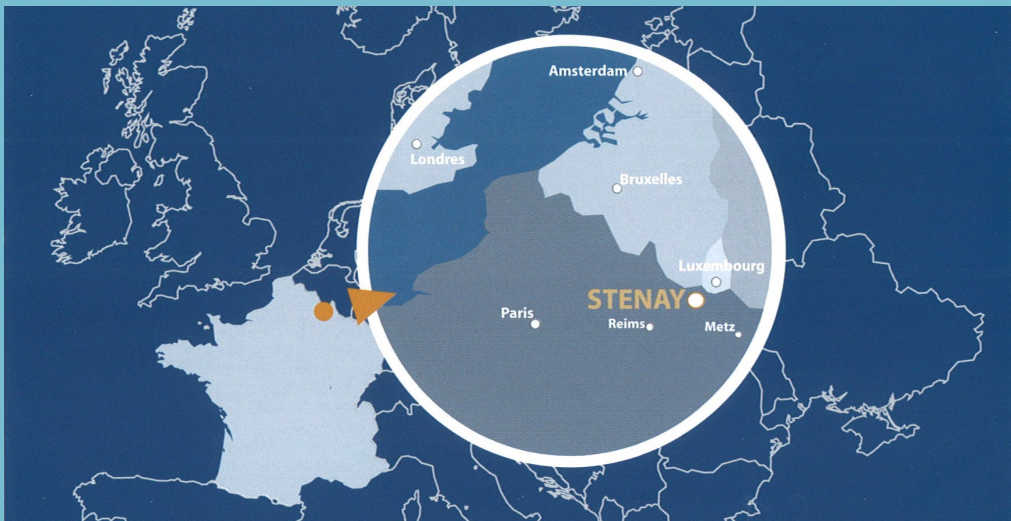 Amsterdam
Londres
Bruxelles
Luxembourg
STENAY
Paris
Reims
Metz